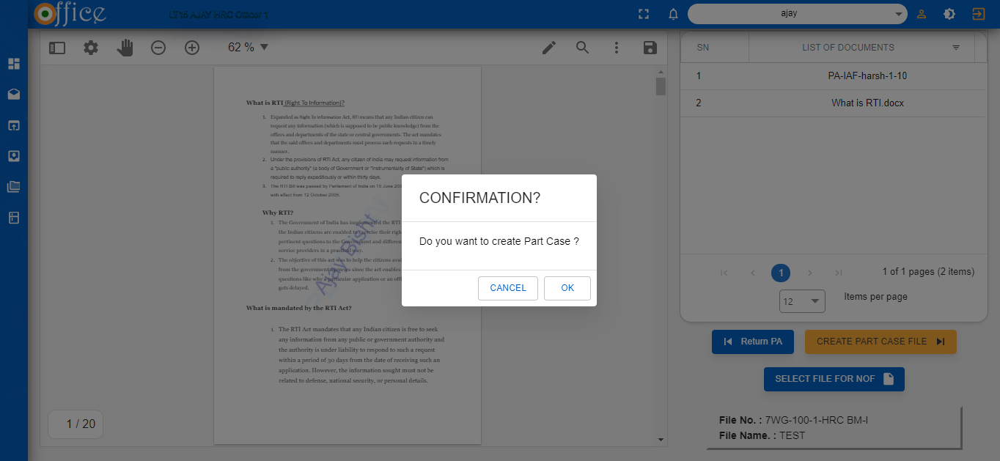 Office
LT15 AJAY HRC Officer 1
ajay
62 %
What is RTI (Right To Information)?
1. Expanded as Right To Information Act, RTI means that any Indian citizen can
request any information (which is supposed to be public knowledge) from the
offices and departments of the state or central governments. The act mandates
that the said offices and departments must process such requests in a timely
manner.
2. Under the provisions of RTI Act, any citizen of India may request information from
a "public authority" (a body of Government or "instrumentality of State") which is
required to reply expeditiously or within thirty days.
3. The RTI Bill was passed by Parliament of India on 15 June 200
with effect from 12 October 2005.
Why RTI?
1. The Government of India has implemented the RTI
the Indian citizens are enabled to exercise their righ
pertinent questions to the Government and differen
service providers in a practical way.
2. The objective of this act was to help the citizens avai
from the government agencies since the act enables
questions like why a particular application or an off
gets delayed.
Ajay Bisht
What is mandated by the RTI Act?
1. The RTI Act mandates that any Indian citizen is free to seek
any information from any public or government authority and
the authority is under liability to respond to such a request
within a period of 30 days from the date of receiving such an
application. However, the information sought must not be
related to defense, national security, or personal details.
1 / 20
CONFIRMATION?
Do you want to create Part Case ?
CANCEL OK
SN LIST OF DOCUMENTS
1 PA-IAF-harsh-1-10
2 What is RTI.docx
1 1 of 1 pages (2 items)
12 Items per page
Return PA CREATE PART CASE FILE
SELECT FILE FOR NOF
File No. : 7WG-100-1-HRC BM-I
File Name. : TEST